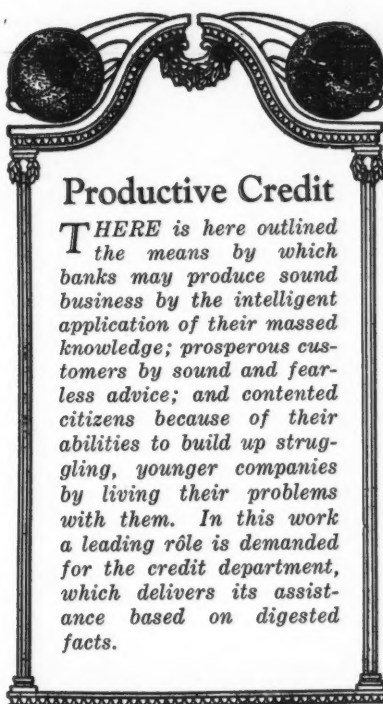 Productive Credit
THERE is here outlined
the means by which
banks may produce sound
business by the intelligent
application of their massed
knowledge; prosperous cus-
tomers by sound and fear-
less advice; and contented
citizens because of their
abilities to build up strug-
gling, younger companies
by living their problems
with them. In this work
a leading rôle is demanded
for the credit department,
which delivers its assist-
ance based on digested
facts.